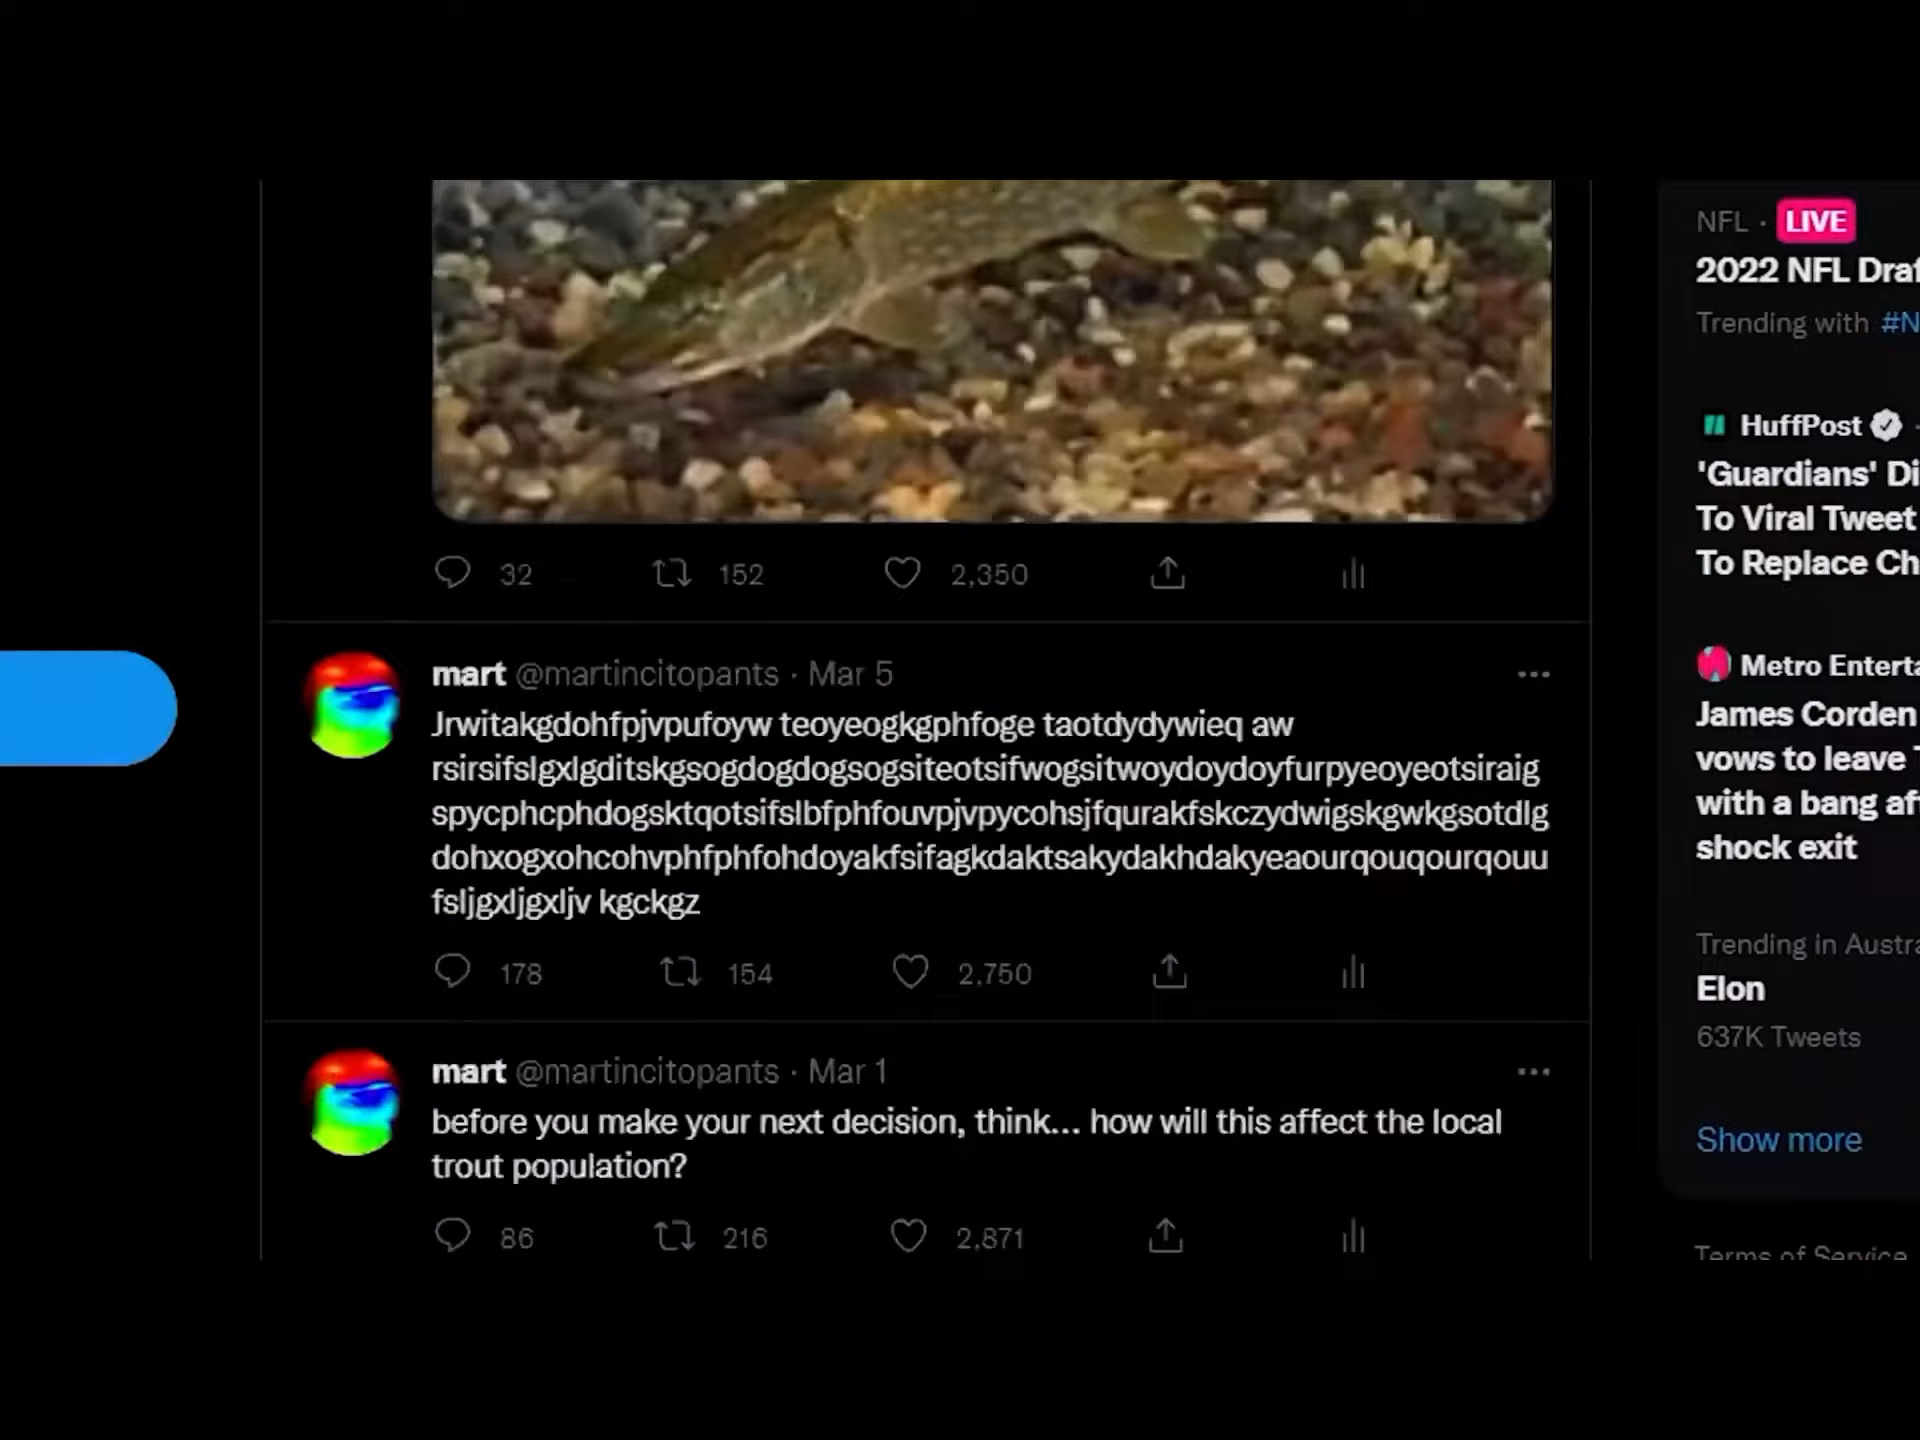 32 152 2,350
mart @martincitopants · Mar 5
Jrwitakgdohfpjvpufoyw teoyeogkgphfoge taotdydywieq aw
rsirsifslgxlgditskgsogdogdogsogsiteotsifwogsitwoydoydoyfurpyeoyeotsiraig
spycphcphdogsktqotsifslbfphfouvpjvpycohsjfqurakfskczydwigskgwkgsotdlg
dohxogxohcohvphfphfohdoyakfsifagkdaktsakydakhdakyeaourqouqourqouu
fsljgxljgxljv kgckgz
178 154 2,750
mart @martincitopants · Mar 1
before you make your next decision, think... how will this affect the local
trout population?
86 216 2,871
NFL · LIVE
2022 NFL Draf
Trending with #N
HuffPost ·
'Guardians' Di
To Viral Tweet
To Replace Ch
Metro Enterta
James Corden
vows to leave T
with a bang aft
shock exit
Trending in Austra
Elon
637K Tweets
Show more
Terms of Service